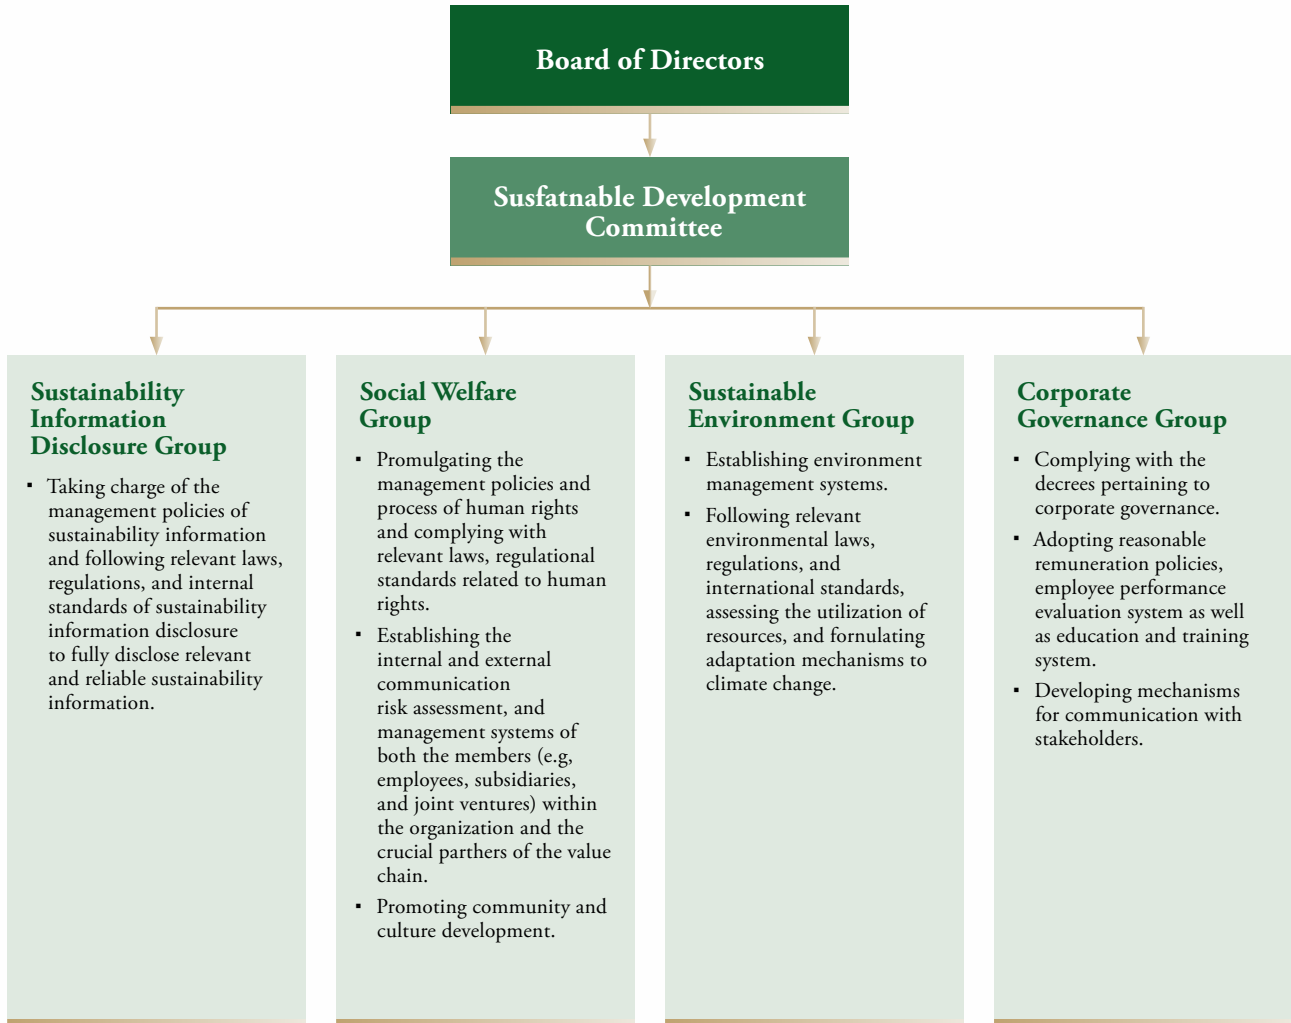 Board of Directors
Susfatnable Development
Committee
Sustainability
Information
Disclosure Group
▪ Taking charge of the
management policies of
sustainability information
and following relevant laws,
regulations, and internal
standards of sustainability
information disclosure
to fully disclose relevant
and reliable sustainability
information.
Social Welfare
Group
▪ Promulgating the
management policies and
process of human rights
and complying with
relevant laws, regulational
standards related to human
rights.
▪ Establishing the
internal and external
communication
risk assessment, and
management systems of
both the members (e.g,
employees, subsidiaries,
and joint ventures) within
the organization and the
crucial parthers of the value
chain.
▪ Promoting community and
culture development.
Sustainable
Environment Group
▪ Establishing environment
management systems.
▪ Following relevant
environmental laws,
regulations, and
international standards,
assessing the utilization of
resources, and fornulating
adaptation mechanisms to
climate change.
Corporate
Governance Group
▪ Complying with the
decrees pertaining to
corporate governance.
▪ Adopting reasonable
remuneration policies,
employee performance
evaluation system as well
as education and training
system.
▪ Developing mechanisms
for communication with
stakeholders.